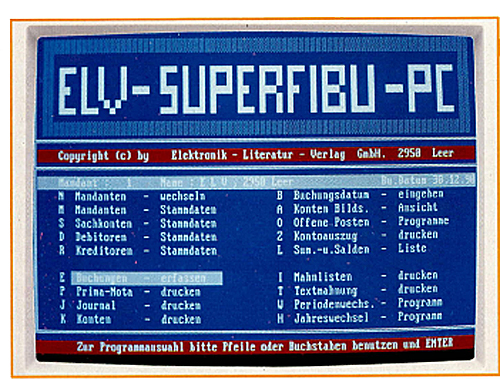 ELV-SUPERFIBU-PC
Copyright (c) by Elektronik - Literatur - Verlag GmbH. 2950 Leer
Mandant : 1 Name : E L V , 2950 Leer Bu.Datum 30.12.90
N Mandanten - wechseln
M Mandanten - Stammdaten
S Sachkonten - Stammdaten
D Debitoren - Stammdaten
R Kreditoren - Stammdaten
E Buchungen - erfassen
P Prima-Nota - drucken
J Journal - drucken
K Konten - drucken
B Buchungsdatum - eingeben
A Konten Bilds. - Ansicht
O Offene-Posten - Programme
Z Kontoauszug - drucken
L Sum.-u.Salden - Liste
I Mahnlisten - drucken
T Textmahnung - drucken
W Periodenwechs. - Programm
H Jahreswechsel - Programm
Zur Programmauswahl bitte Pfeile oder Buchstaben benutzen und ENTER